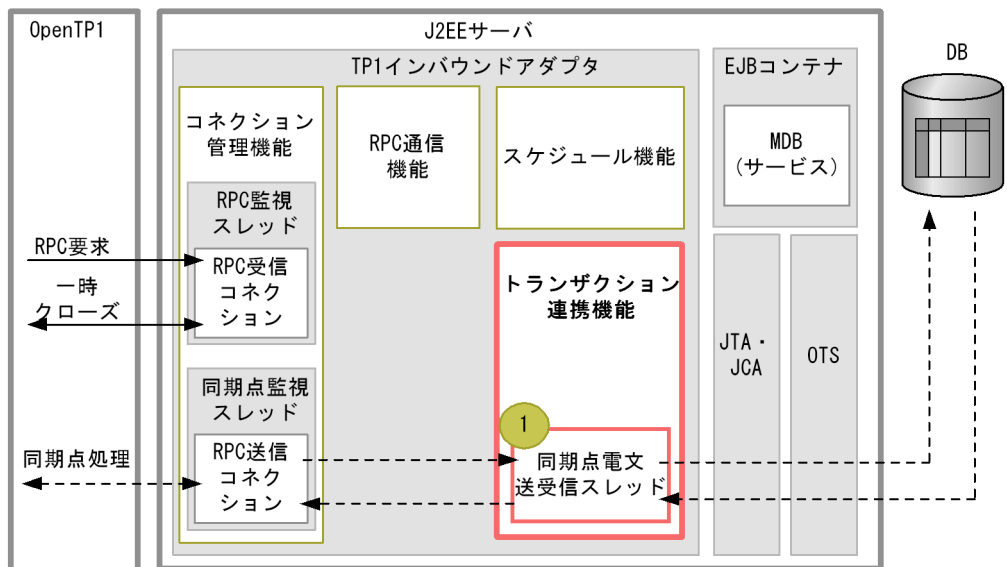 OpenTP1
J2EEサーバ
DB
TP1インバウンドアダプタ
EJBコンテナ
コネクション
管理機能
RPC通信
機能
スケジュール機能
MDB
(サービス)
RPC監視
スレッド
RPC要求
RPC受信
コネク
ション
一時
クローズ
トランザクション
連携機能
JTA・
JCA
OTS
同期点監視
スレッド
1
同期点処理
RPC送信
コネク
ション
同期点電文
送受信スレッド